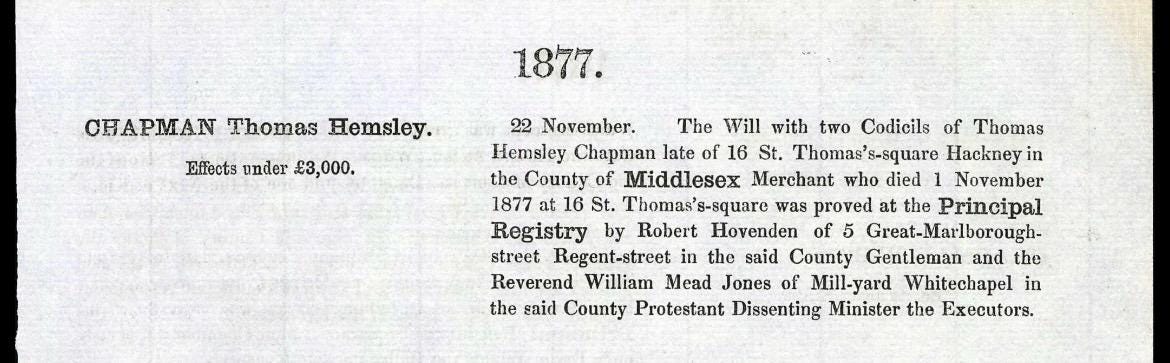 1877.
CHAPMAN Thomas Hemsley.
Effects under £3,000.
22 November. The Will with two Codicils of Thomas
Hemsley Chapman late of 16 St. Thomas's-square Hackney in
the County of Middlesex Merchant who died 1 November
1877 at 16 St. Thomas's-square was proved at the Principal
Registry by Robert Hovenden of 5 Great-Marlborough-
street Regent-street in the said County Gentleman and the
Reverend William Mead Jones of Mill-yard Whitechapel in
the said County Protestant Dissenting Minister the Executors.